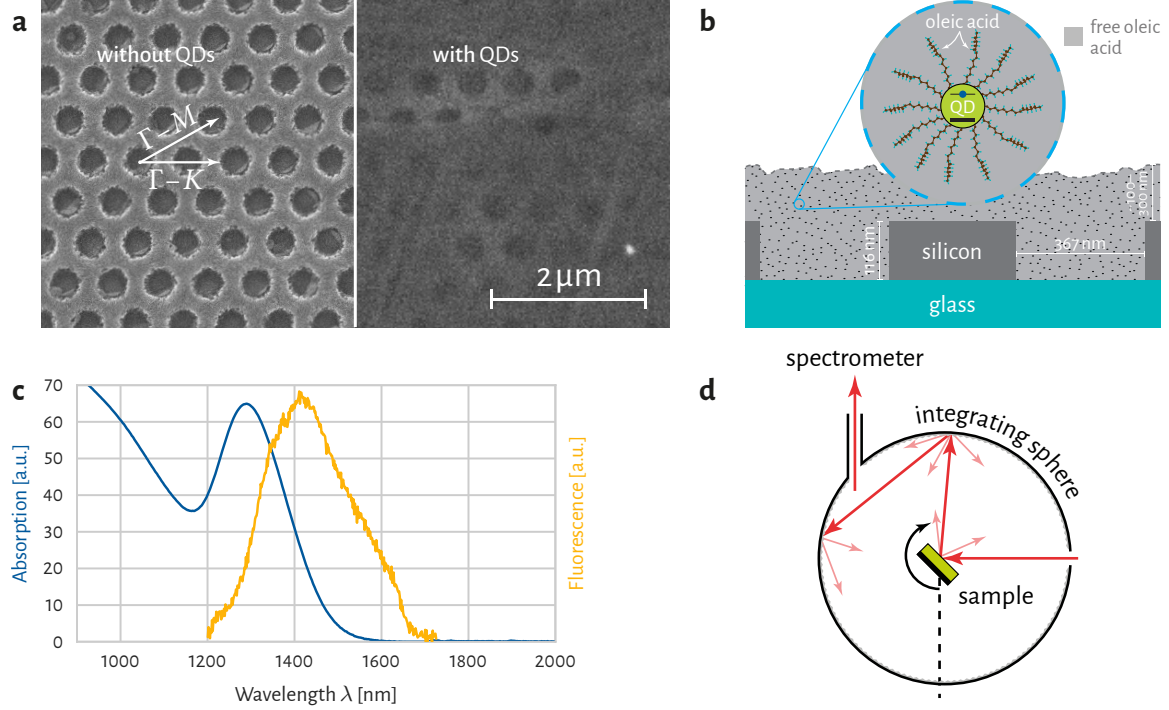 a
without QDs
with QDs
Γ–M
Γ–K
2 µm
b
oleic acid
QD
free oleic
acid
100–
300 nm
116 nm
silicon
367 nm
glass
c
Absorption [a.u.]
70
60
50
40
30
20
10
0
1000 1200 1400 1600 1800 2000
Wavelength λ [nm]
Fluorescence [a.u.]
d
spectrometer
integrating sphere
sample